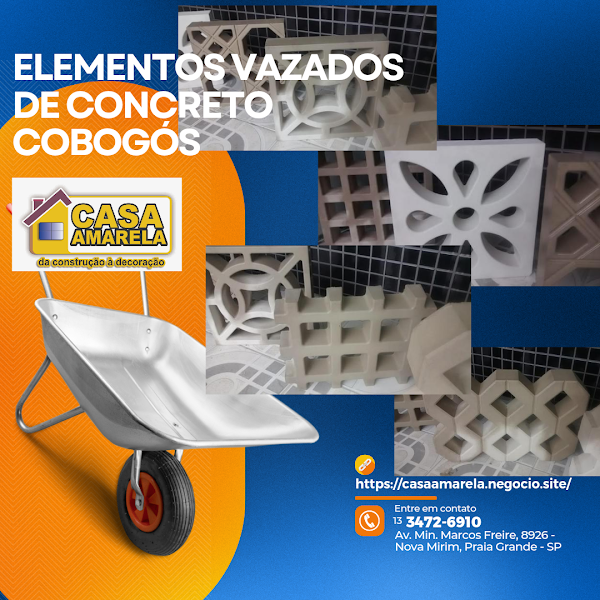 ELEMENTOS VAZADOS
DE CONCRETO
COBOGÓS
CASA
AMARELA
da construção à decoração
https://casaamarela.negocio.site/
Entre em contato
13 3472-6910
Av. Min. Marcos Freire, 8926 -
Nova Mirim, Praia Grande - SP